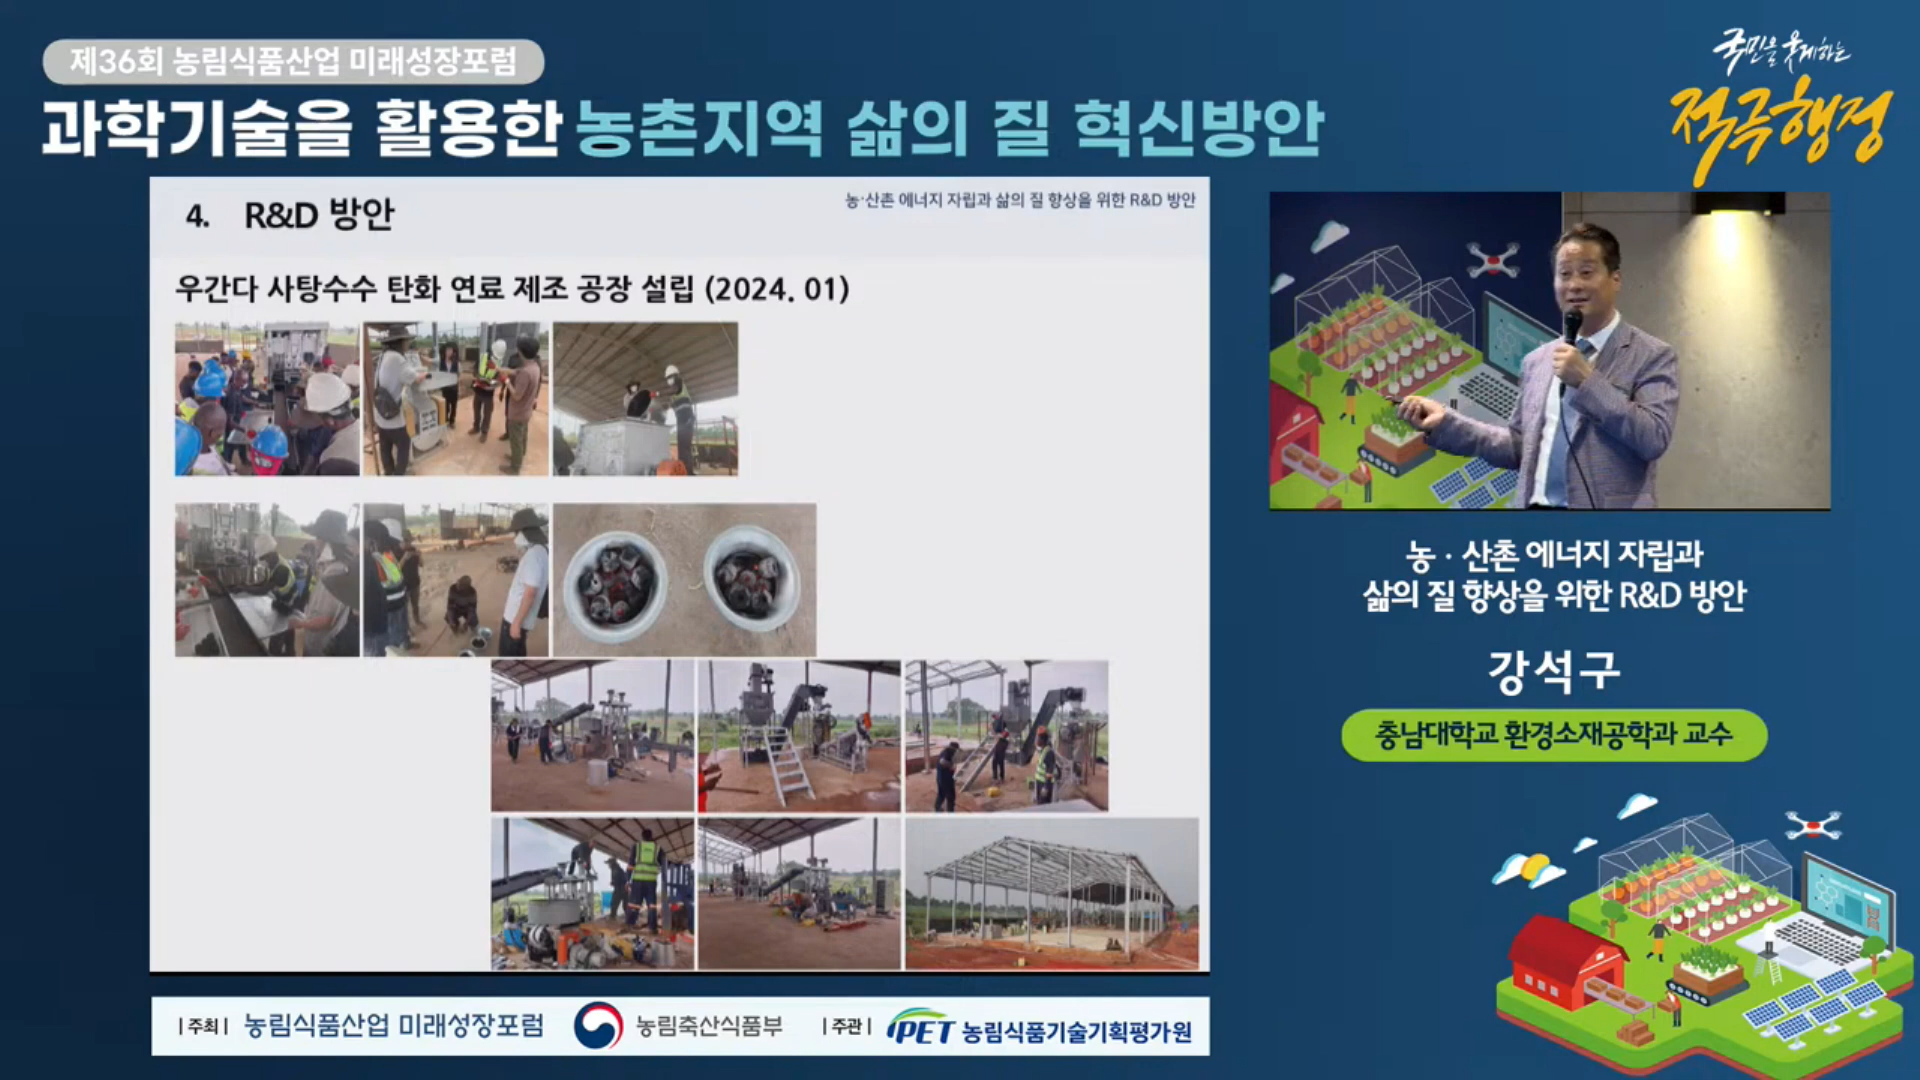 제36회 농림식품산업 미래성장포럼
과학기술을 활용한 농촌지역 삶의 질 혁신방안
국민을 웃게하는
적극행정
4. R&D 방안
농·산촌 에너지 자립과 삶의 질 향상을 위한 R&D 방안
우간다 사탕수수 탄화 연료 제조 공장 설립 (2024. 01)
농 · 산촌 에너지 자립과
삶의 질 향상을 위한 R&D 방안
강석구
충남대학교 환경소재공학과 교수
|주최| 농림식품산업 미래성장포럼 농림축산식품부 |주관| iPET 농림식품기술기획평가원